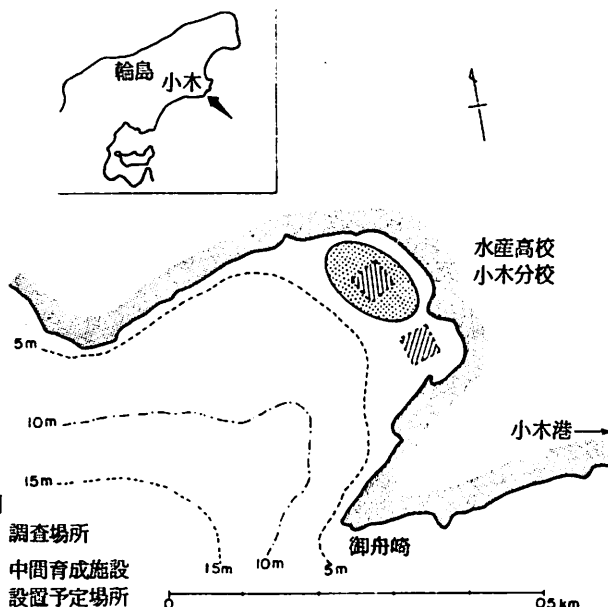 輪島
小木
水産高校
小木分校
5m
10m
15m
小木港
調査場所
御舟崎
中間育成施設
設置予定場所
15m
10m
5m
0
0.5km